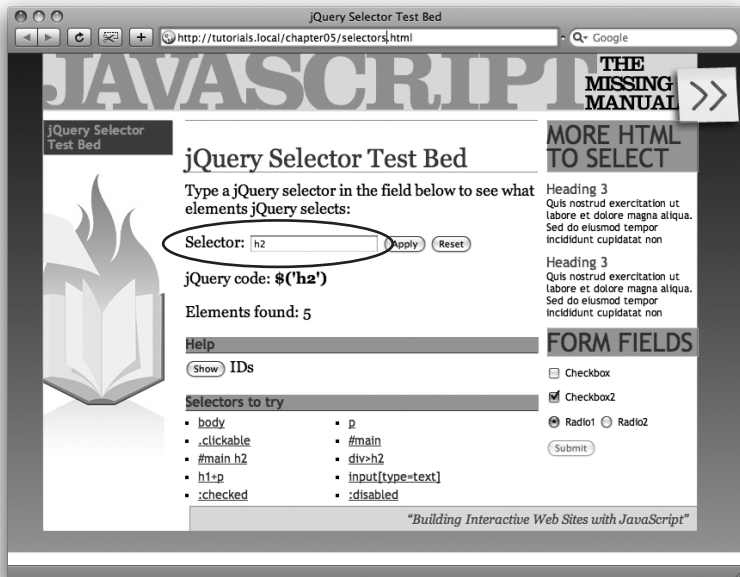 jQuery Selector Test Bed
http://tutorials.local/chapter05/selectors.html
Google
JAVASCRIPT
THE
MISSING
MANUAL
>>
jQuery Selector
Test Bed
jQuery Selector Test Bed
Type a jQuery selector in the field below to see what
elements jQuery selects:
Selector: h2 Apply Reset
jQuery code: $('h2')
Elements found: 5
Help
Show IDs
Selectors to try
▪ body
▪ .clickable
▪ #main h2
▪ h1+p
▪ :checked
▪ p
▪ #main
▪ div>h2
▪ input[type=text]
▪ :disabled
MORE HTML
TO SELECT
Heading 3
Quis nostrud exercitation ut
labore et dolore magna aliqua.
Sed do eiusmod tempor
incididunt cupidatat non
Heading 3
Quis nostrud exercitation ut
labore et dolore magna aliqua.
Sed do eiusmod tempor
incididunt cupidatat non
FORM FIELDS
Checkbox
Checkbox2
Radio1 Radio2
Submit
“Building Interactive Web Sites with JavaScript”